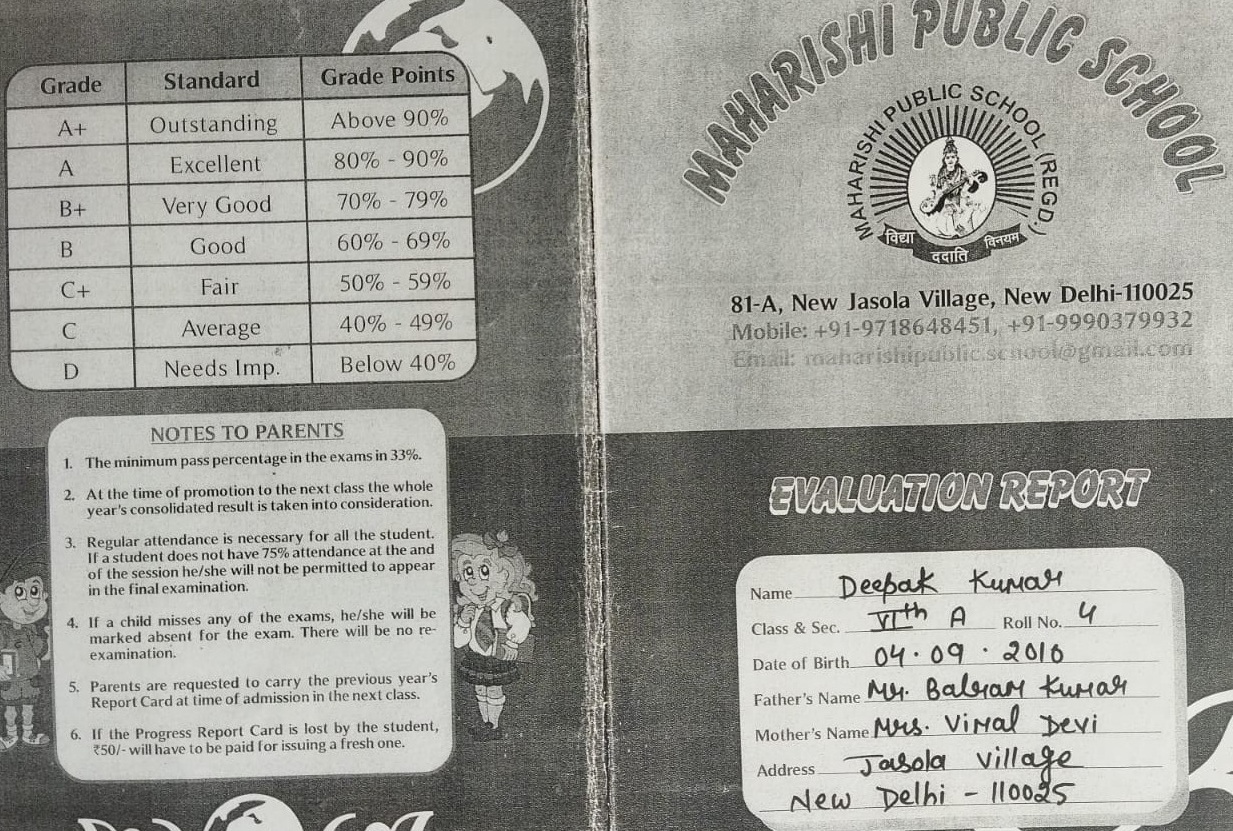 Grade Standard Grade Points
A+ Outstanding Above 90%
A Excellent 80% - 90%
B+ Very Good 70% - 79%
B Good 60% - 69%
C+ Fair 50% - 59%
C Average 40% - 49%
D Needs Imp. Below 40%
NOTES TO PARENTS
1. The minimum pass percentage in the exams in 33%.
2. At the time of promotion to the next class the whole
year's consolidated result is taken into consideration.
3. Regular attendance is necessary for all the student.
If a student does not have 75% attendance at the and
of the session he/she will not be permitted to appear
in the final examination.
4. If a child misses any of the exams, he/she will be
marked absent for the exam. There will be no re-
examination.
5. Parents are requested to carry the previous year's
Report Card at time of admission in the next class.
6. If the Progress Report Card is lost by the student,
₹50/- will have to be paid for issuing a fresh one.
MAHARISHI PUBLIC SCHOOL
MAHARISHI PUBLIC SCHOOL (REGD.)
विद्या ददाति विनयम
81-A, New Jasola Village, New Delhi-110025
Mobile: +91-9718648451, +91-9990379932
Email: maharishipublic.school@gmail.com
EVALUATION REPORT
Name Deepak Kumar
Class & Sec. VIth A Roll No. 4
Date of Birth 04.09.2010
Father's Name Mr. Balram Kumar
Mother's Name Mrs. Vimal Devi
Address Jasola Village
New Delhi - 110025